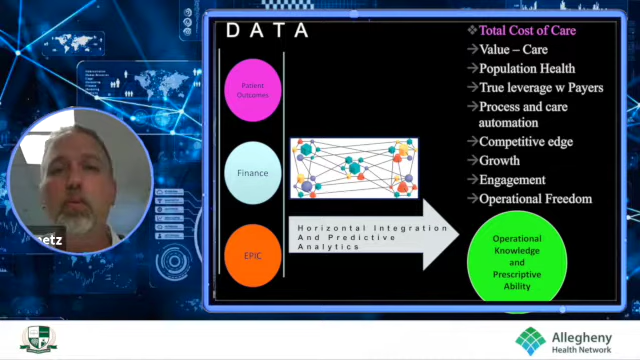 DATA
Patient
Outcomes
Finance
EPIC
Horizontal Integration
And Predictive
Analytics
Total Cost of Care
Value – Care
Population Health
True leverage w Payers
Process and care
automation
Competitive edge
Growth
Engagement
Operational Freedom
Operational
Knowledge
and
Prescriptive
Ability
etz
Allegheny
Health Network